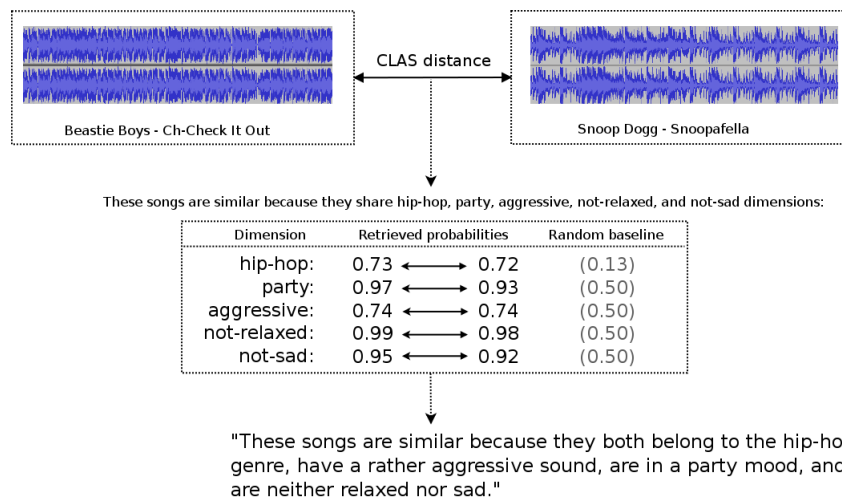 CLAS distance
Beastie Boys - Ch-Check It Out
Snoop Dogg - Snoopafella
These songs are similar because they share hip-hop, party, aggressive, not-relaxed, and not-sad dimensions:
Dimension Retrieved probabilities Random baseline
hip-hop: 0.73 0.72 (0.13)
party: 0.97 0.93 (0.50)
aggressive: 0.74 0.74 (0.50)
not-relaxed: 0.99 0.98 (0.50)
not-sad: 0.95 0.92 (0.50)
"These songs are similar because they both belong to the hip-ho
genre, have a rather aggressive sound, are in a party mood, and
are neither relaxed nor sad."